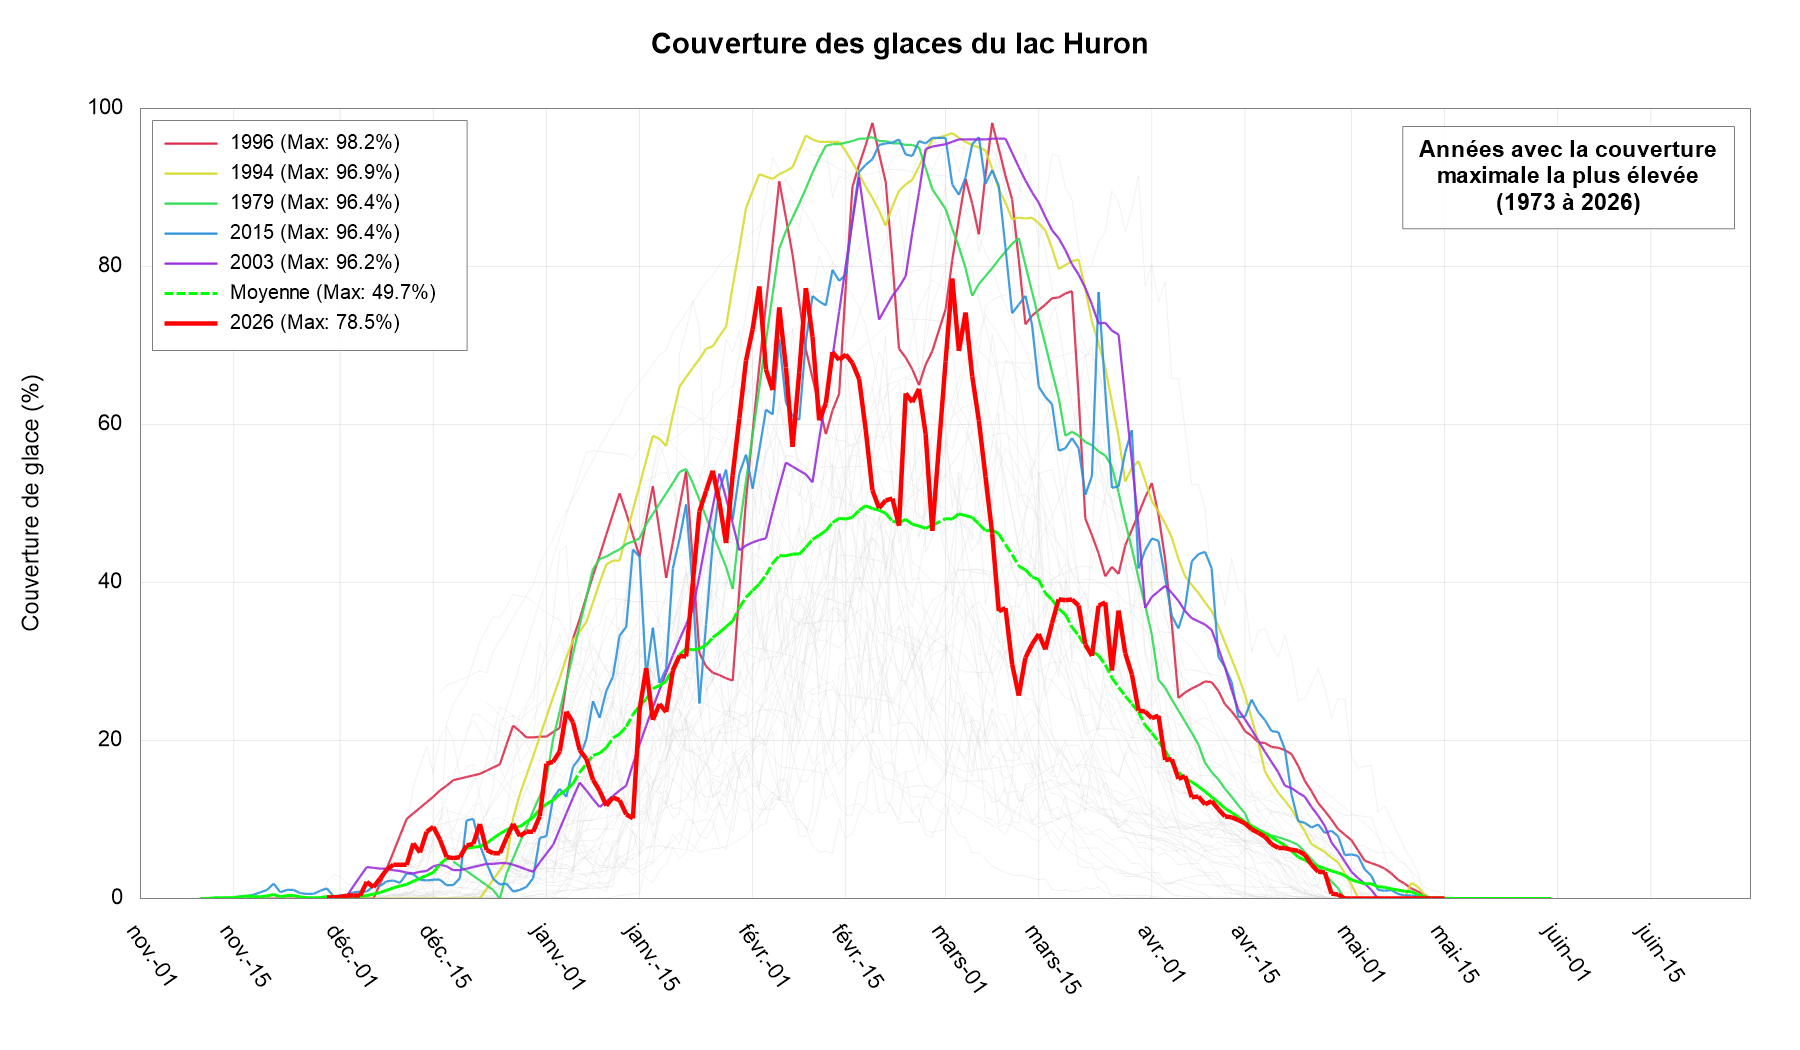 Couverture des glaces du lac Huron
100
80
60
40
20
0
Couverture de glace (%)
1996 (Max: 98.2%)
1994 (Max: 96.9%)
1979 (Max: 96.4%)
2015 (Max: 96.4%)
2003 (Max: 96.2%)
Moyenne (Max: 49.7%)
2026 (Max: 78.5%)
Années avec la couverture
maximale la plus élevée
(1973 à 2026)
nov.-01
nov.-15
déc.-01
déc.-15
janv.-01
janv.-15
févr.-01
févr.-15
mars-01
mars-15
avr.-01
avr.-15
mai-01
mai-15
juin-01
juin-15